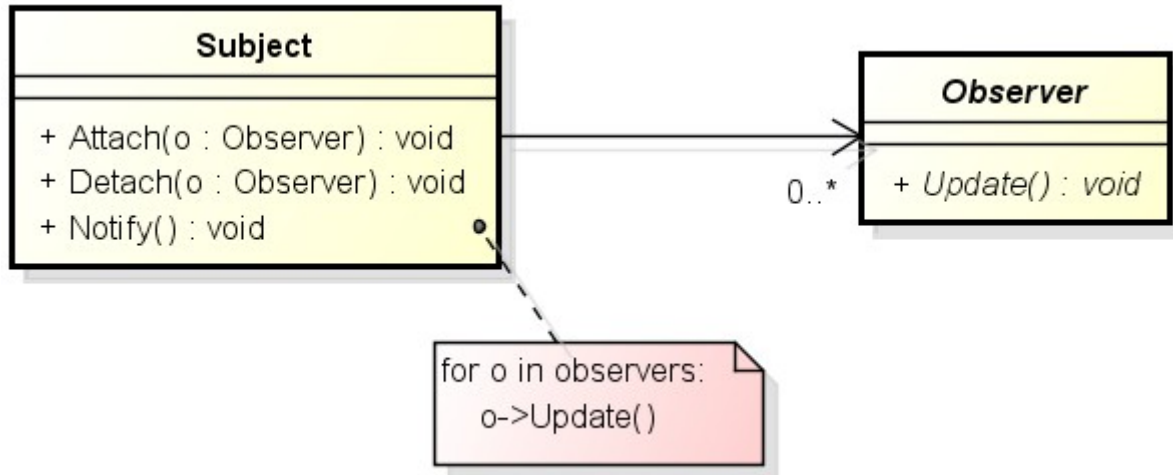 Subject
+ Attach(o : Observer) : void
+ Detach(o : Observer) : void
+ Notify() : void
Observer
+ Update() : void
0..*
for o in observers:
o->Update()